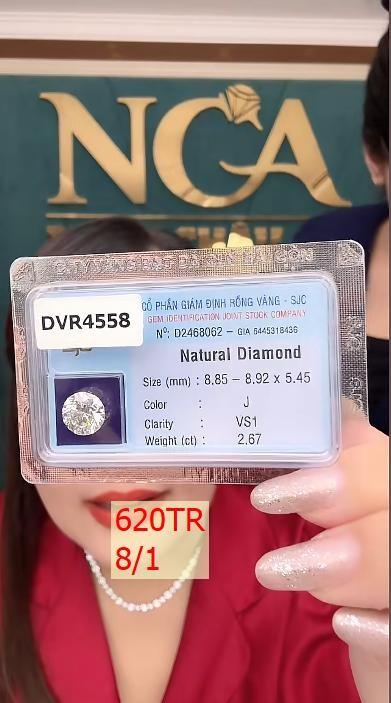 NCA
DVR4558
CỔ PHẦN GIÁM ĐỊNH RỒNG VÀNG - SJC
GEM IDENTIFICATION JOINT STOCK COMPANY
Nº: D2468062 – GIA 6445318436
Natural Diamond
Size (mm) : 8.85 – 8.92 x 5.45
Color : J
Clarity : VS1
Weight (ct) : 2.67
620TR
8/1